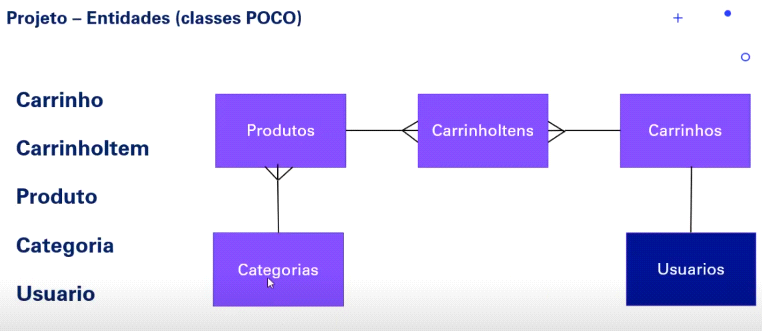 Projeto – Entidades (classes POCO)
Carrinho
CarrinhoItem
Produto
Categoria
Usuario
Produtos
CarrinhoItens
Carrinhos
Categorias
Usuarios